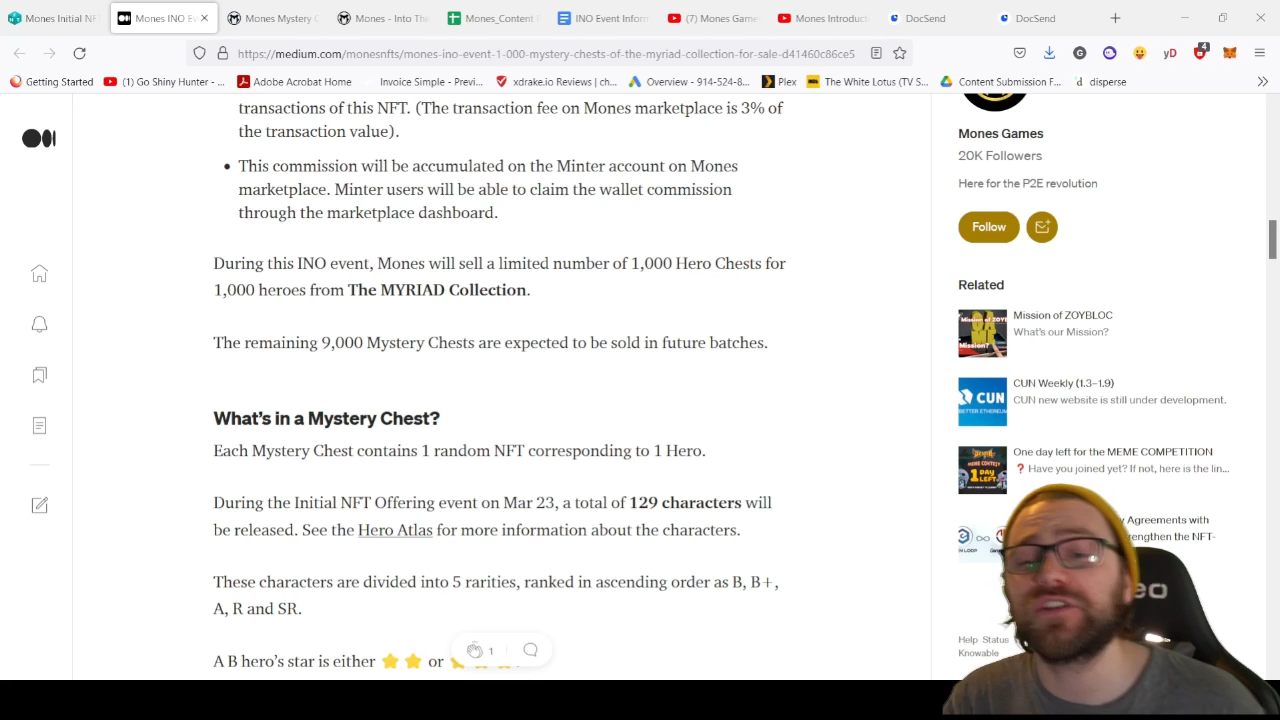 Mones Initial NF
Mones INO Ev
Mones Mystery C
Mones - Into The
Mones_Content
INO Event Inform
(7) Mones Game
Mones Introduct
DocSend
DocSend
https://medium.com/monesnfts/mones-ino-event-1-000-mystery-chests-of-the-myriad-collection-for-sale-d41460c86ce5
yD
4
Getting Started
(1) Go Shiny Hunter - ...
Adobe Acrobat Home
Invoice Simple - Previ...
xdrake.io Reviews | ch...
Overview - 914-524-8...
Plex
The White Lotus (TV S...
Content Submission F...
disperse
transaction of this NFT. (The transaction fee on Mones marketplace is 3% of
the transaction value).
• This commission will be accumulated on the Minter account on Mones
marketplace. Minter users will be able to claim the wallet commission
through the marketplace dashboard.
During this INO event, Mones will sell a limited number of 1,000 Hero Chests for
1,000 heroes from The MYRIAD Collection.
The remining 9,000 Mystery Chests are expected to be sold in future batches.
What's in a Mystery Chest?
Each Mystery Chest contains 1 random NFT corresponding to 1 Hero.
During the Initial NFT Offering event on Mar 23, a total of 129 characters will
be released. See the Hero Atlas for more information about the characters.
These characters are divided into 5 rarities, ranked in ascending order as B, B+,
A, R and SR.
A B hero's star is either ⭐⭐ or
1
Mones Games
20K Followers
Here for the P2E revolution
Follow
Related
Mission of ZOYBLOC
What's our Mission?
CUN Weekly (1.3–1.9)
CUN new website is still under development.
CUN
One day left for the MEME COMPETITION
❓ Have you joined yet? If not, here is the lin...
1 DAY
LEFT
y Agreements with
rengthen the NFT-
Help Status
Knowable